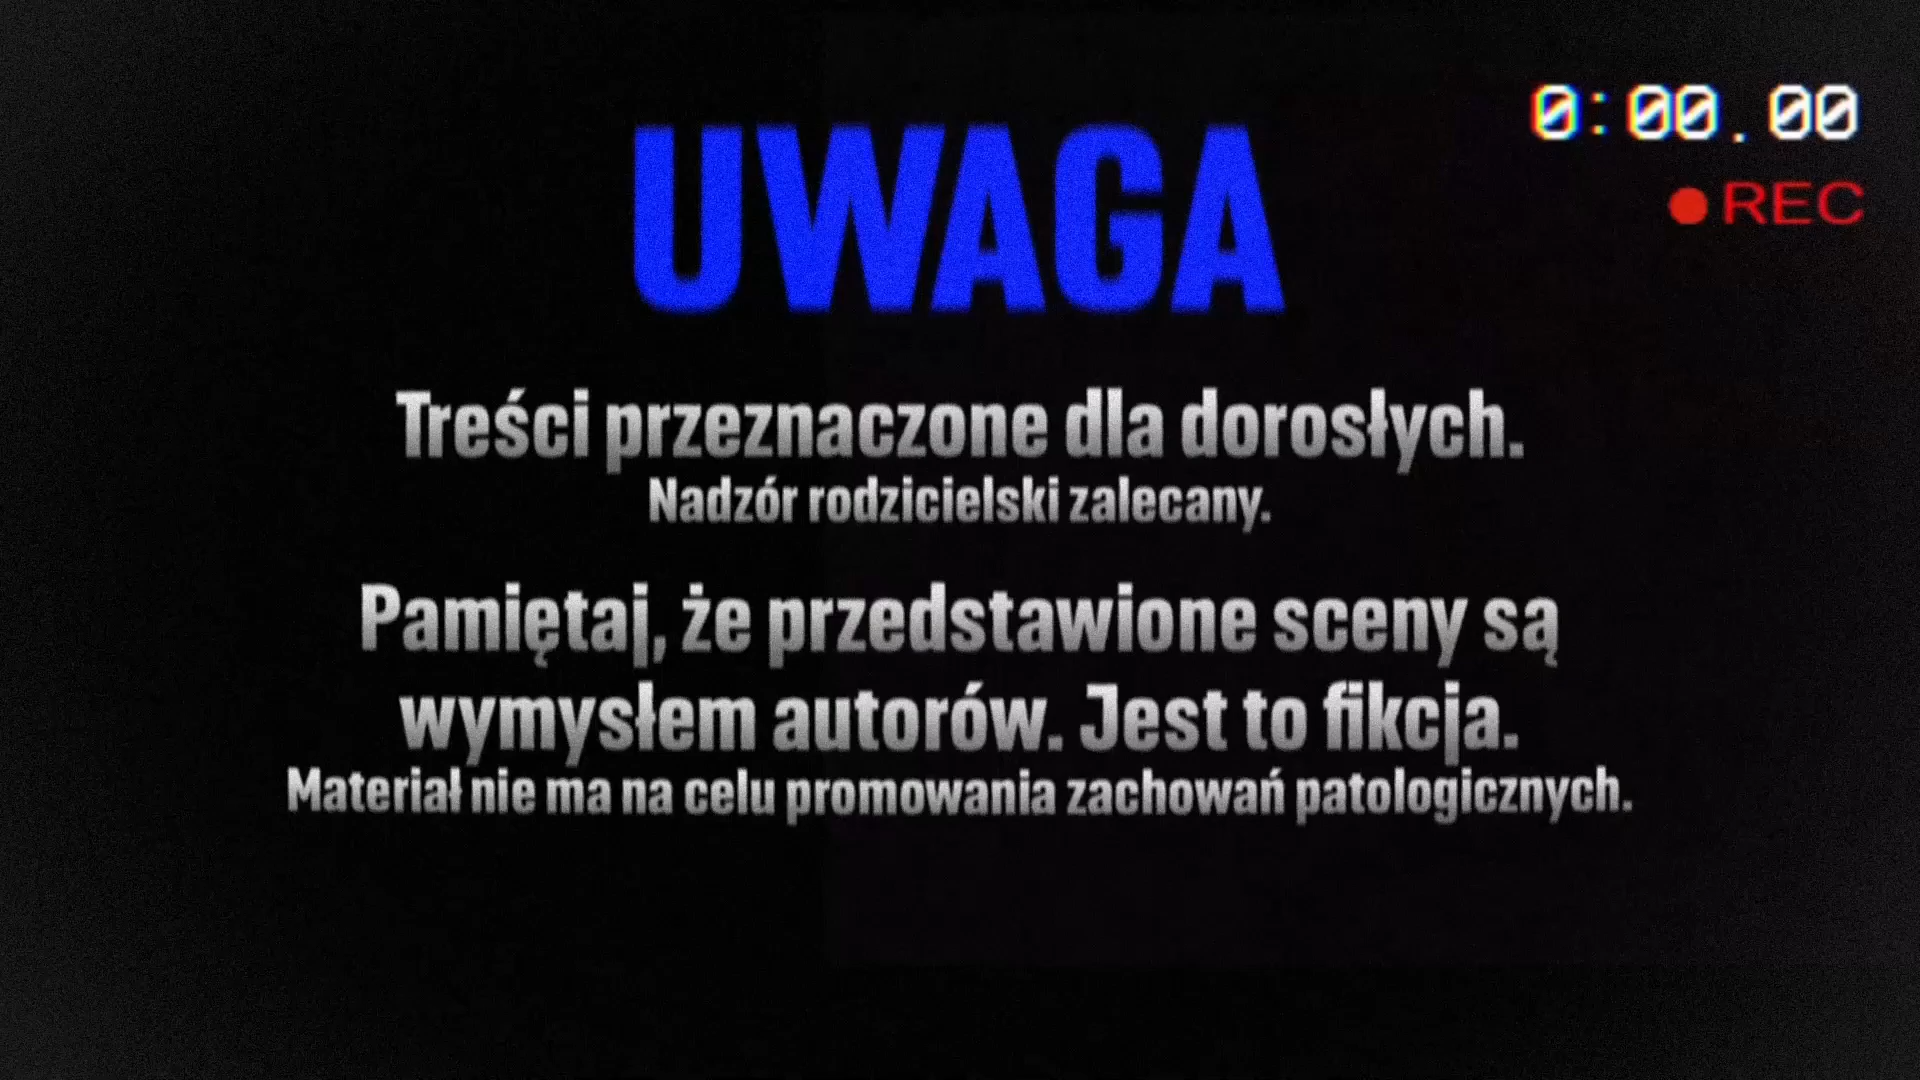 0:00.00
REC
UWAGA
Treści przeznaczone dla dorosłych.
Nadzór rodzicielski zalecany.
Pamiętaj, że przedstawione sceny są
wymysłem autorów. Jest to fikcja.
Materiał nie ma na celu promowania zachowań patologicznych.